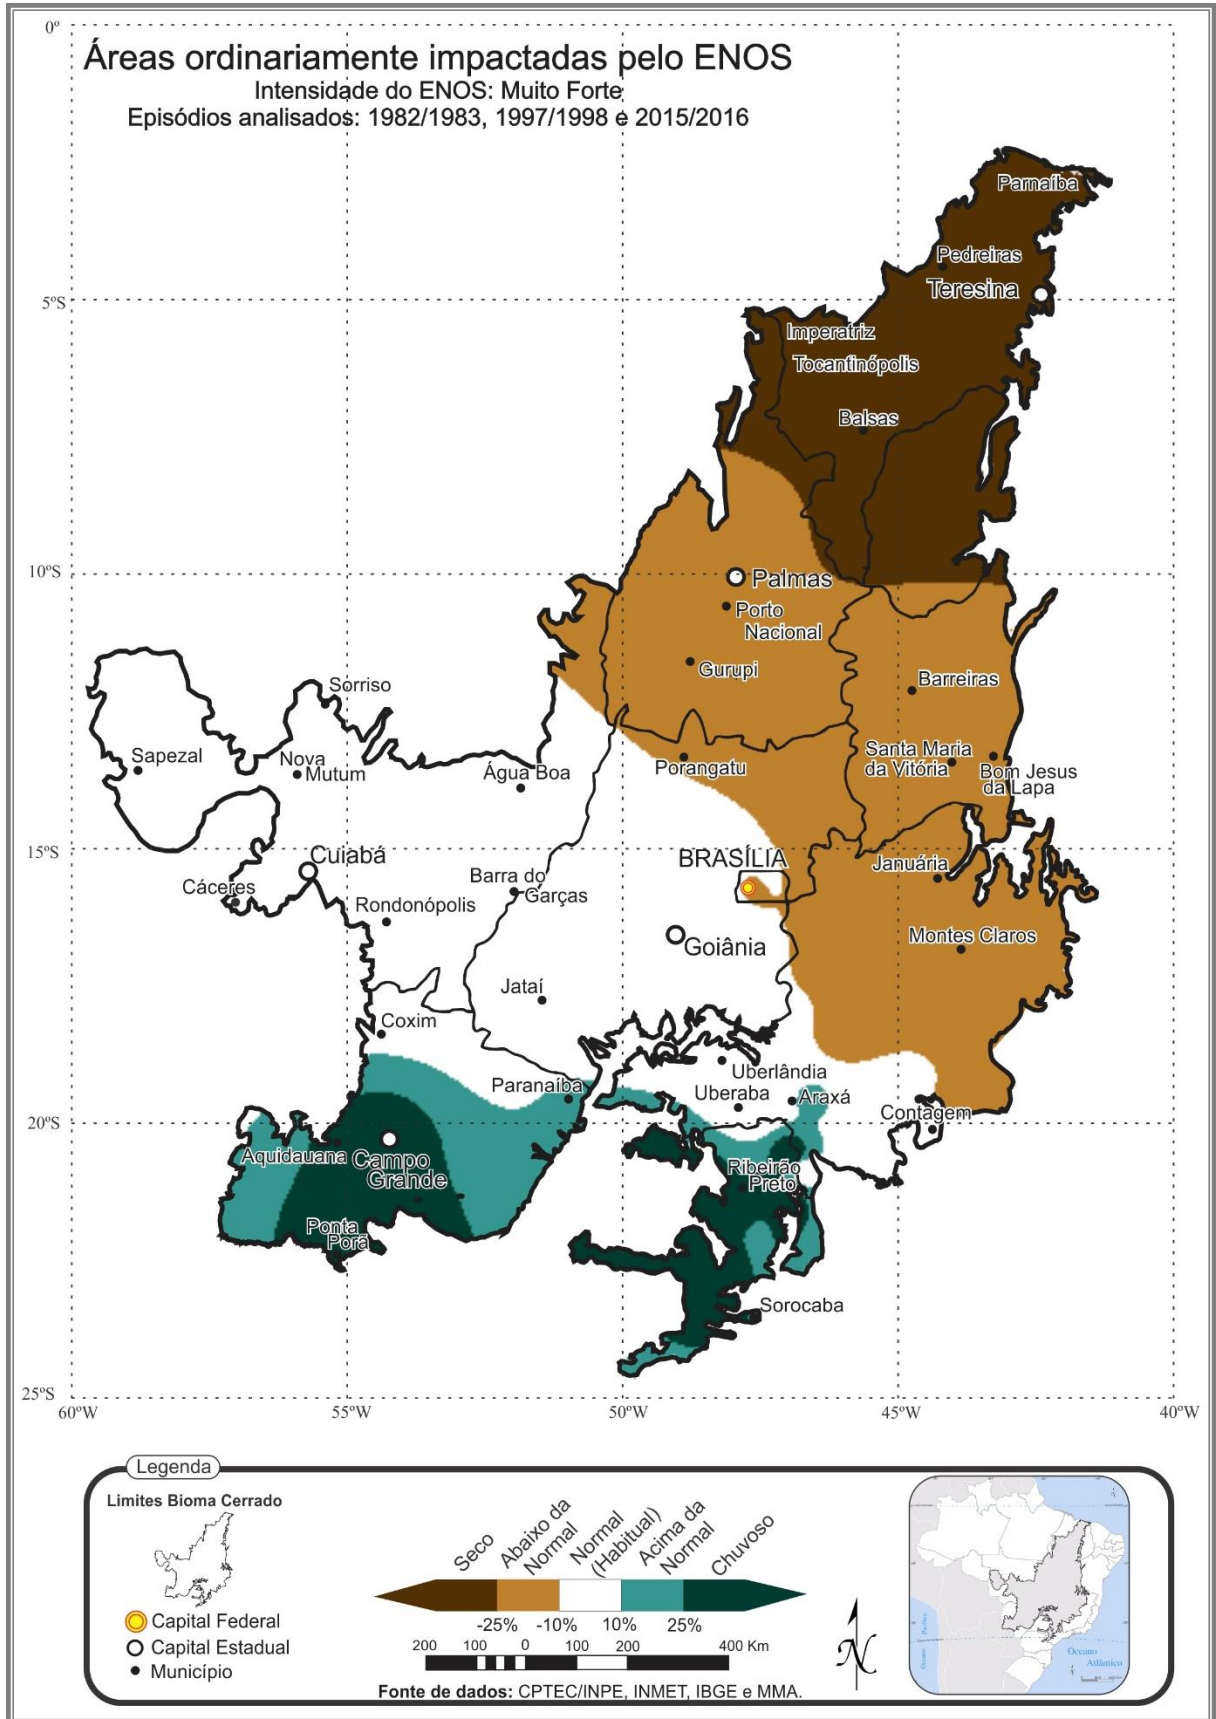 0º
Áreas ordinariamente impactadas pelo ENOS
Intensidade do ENOS: Muito Forte
Episódios analisados: 1982/1983, 1997/1998 e 2015/2016
Parnaíba
Pedreiras
Teresina
5ºS
Imperatriz
Tocantinópolis
Balsas
10ºS
Palmas
Porto
Nacional
Gurupi
Barreiras
Sorriso
Sapezal
Nova
Mutum
Água Boa
Porangatu
Santa Maria
da Vitória
Bom Jesus
da Lapa
15ºS
Cuiabá
BRASÍLIA
Januária
Cáceres
Barra do
Garças
Rondonópolis
Goiânia
Montes Claros
Jataí
Coxim
Paranaíba
Uberlândia
Uberaba
Araxá
Contagem
20ºS
Aquidauana
Campo
Grande
Ribeirão
Preto
Ponta
Porã
Sorocaba
25ºS
60ºW
55ºW
50ºW
45ºW
40ºW
Legenda
Limites Bioma Cerrado
Capital Federal
Capital Estadual
Município
Seco
Abaixo da
Normal
Normal
(Habitual)
Acima da
Normal
Chuvoso
-25%
-10%
10%
25%
200
100
0
100
200
400 Km
N
Fonte de dados: CPTEC/INPE, INMET, IBGE e MMA.
Oceano
Pacífico
Oceano
Atlântico